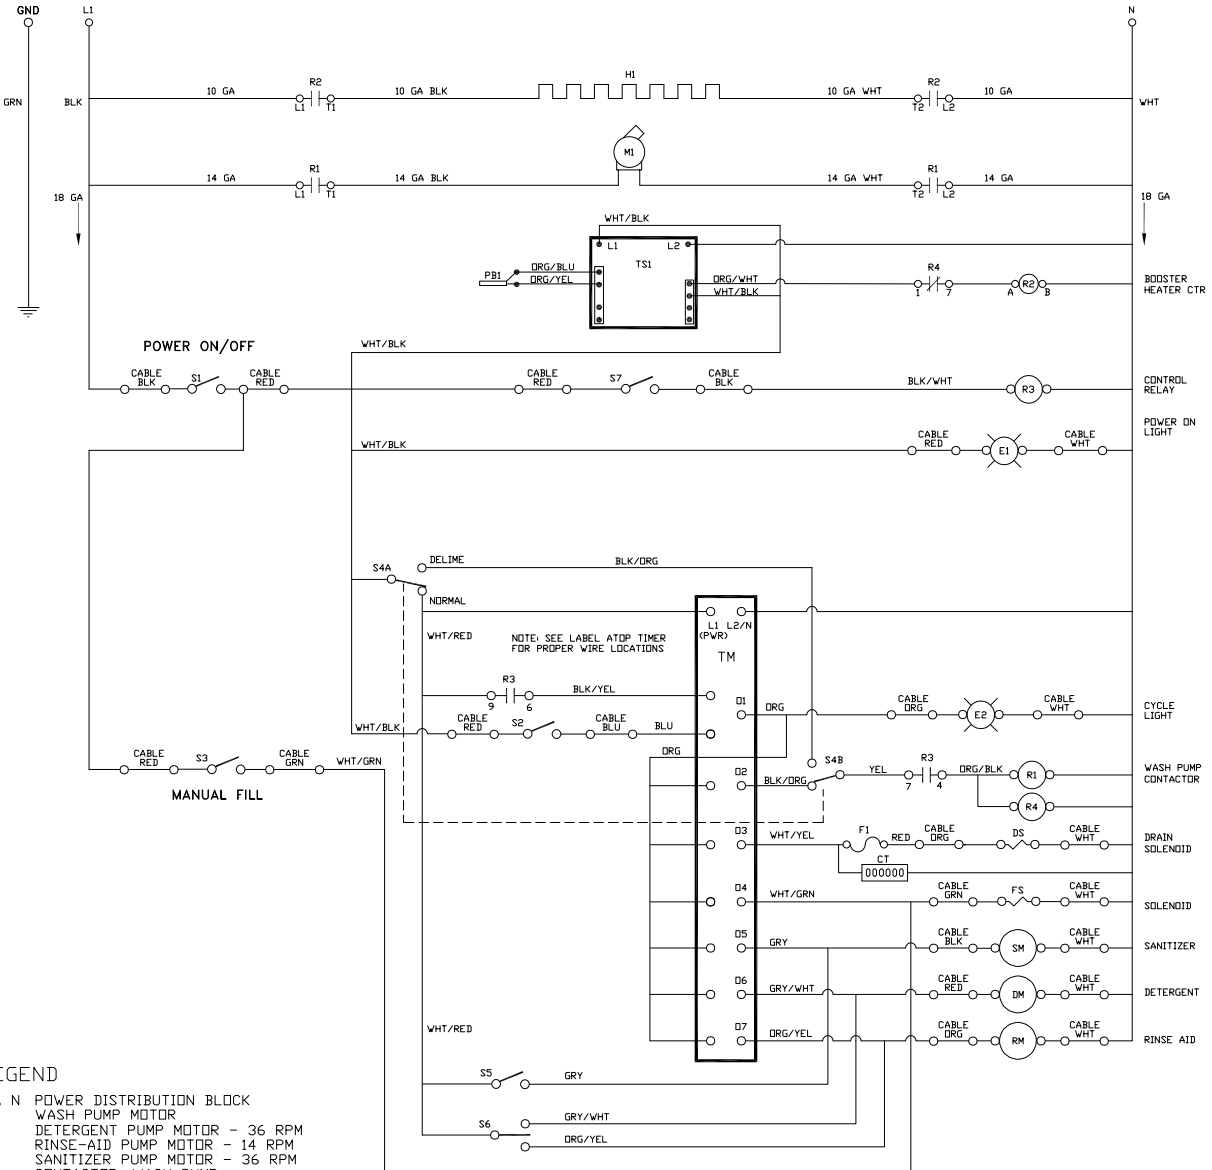 GND L1 N
GRN BLK WHT
10 GA R2 10 GA BLK H1 10 GA WHT R2 10 GA
L1 T1 T2 L2
M1
14 GA R1 14 GA BLK 14 GA WHT R1 14 GA
L1 T1 T2 L2
18 GA 18 GA
WHT/BLK
L1 L2
TS1
PB1 ORG/BLU
ORG/YEL
ORG/WHT R4 R2
WHT/BLK 1 7 A B
BOOSTER
HEATER CTR
POWER ON/OFF
WHT/BLK
CABLE
BLK
S1
CABLE
RED
CABLE
RED
S7
CABLE
BLK
BLK/WHT
R3
CONTROL
RELAY
WHT/BLK
CABLE
RED
E1
CABLE
WHT
POWER ON
LIGHT
S4A DELIME BLK/ORG
NORMAL
L1 L2/N
(PWR)
TM
WHT/RED
NOTE: SEE LABEL ATOP TIMER
FOR PROPER WIRE LOCATIONS
R3 BLK/YEL
9 6
01 ORG
CABLE
ORG
E2
CABLE
WHT
CYCLE
LIGHT
WHT/BLK
CABLE
RED
S2
CABLE
BLU
BLU
ORG
CABLE
RED
S3
CABLE
GRN
WHT/GRN
MANUAL FILL
02 BLK/ORG S4B YEL R3 ORG/BLK R1
7 4
R4
WASH PUMP
CONTACTOR
03 WHT/YEL F1 RED
CABLE
ORG
DS
CABLE
WHT
DRAIN
SOLENOID
CT
000000
04 WHT/GRN
CABLE
GRN
FS
CABLE
WHT
SOLENOID
05 GRY
CABLE
BLK
SM
CABLE
WHT
SANITIZER
06 GRY/WHT
CABLE
RED
DM
CABLE
WHT
DETERGENT
WHT/RED
07 ORG/YEL
CABLE
ORG
RM
CABLE
WHT
RINSE AID
S5 GRY
S6 GRY/WHT
ORG/YEL
EGEND
N POWER DISTRIBUTION BLOCK
WASH PUMP MOTOR
DETERGENT PUMP MOTOR - 36 RPM
RINSE-AID PUMP MOTOR - 14 RPM
SANITIZER PUMP MOTOR - 36 RPM